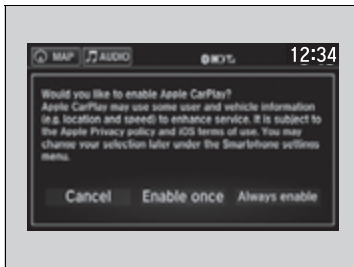 MAP AUDIO 12:34
Would you like to enable Apple CarPlay?
Apple CarPlay may use some user and vehicle information
(e.g. location and speed) to enhance service. It is subject to
the Apple Privacy policy and iOS terms of use. You may
change your selection later under the Smartphone settings
menu.
Cancel Enable once Always enable